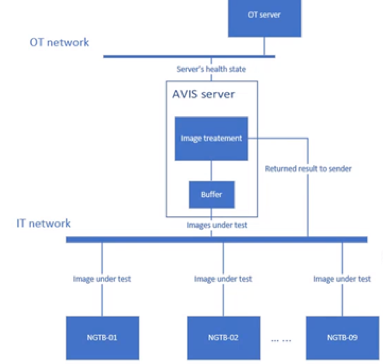 OT server
OT network
Server's health state
AVIS server
Image treatement
Returned result to sender
Buffer
Images under test
IT network
Image under test
Image under test
Image under test
NGTB-01
NGTB-02
... ...
NGTB-09